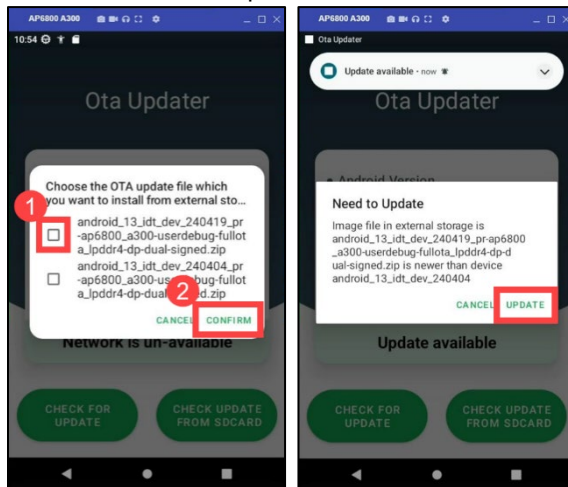 AP6800 A300
10:54
Ota Updater
Choose the OTA update file which
you want to install from external sto...
1
android_13_idt_dev_240419_pr
-ap6800_a300-userdebug-fullot
a_lpddr4-dp-dual-signed.zip
android_13_idt_dev_240404_pr
-ap6800_a300-us
-fullot
a_lpddr4-dp-dual
ed.zip
2
CANCEL CONFIRM
Network is un-available
CHECK FOR
UPDATE
CHECK UPDATE
FROM SDCARD
AP6800 A300
Ota Updater
Update available • now
Ota Updater
• Android Version
Need to Update
Image file in external storage is
android_13_idt_dev_240419_pr-ap6800
_a300-userdebug-fullota_lpddr4-dp-d
ual-signed.zip is newer than device
android_13_idt_dev_240404
CANCEL UPDATE
Update available
CHECK FOR
UPDATE
CHECK UPDATE
FROM SDCARD